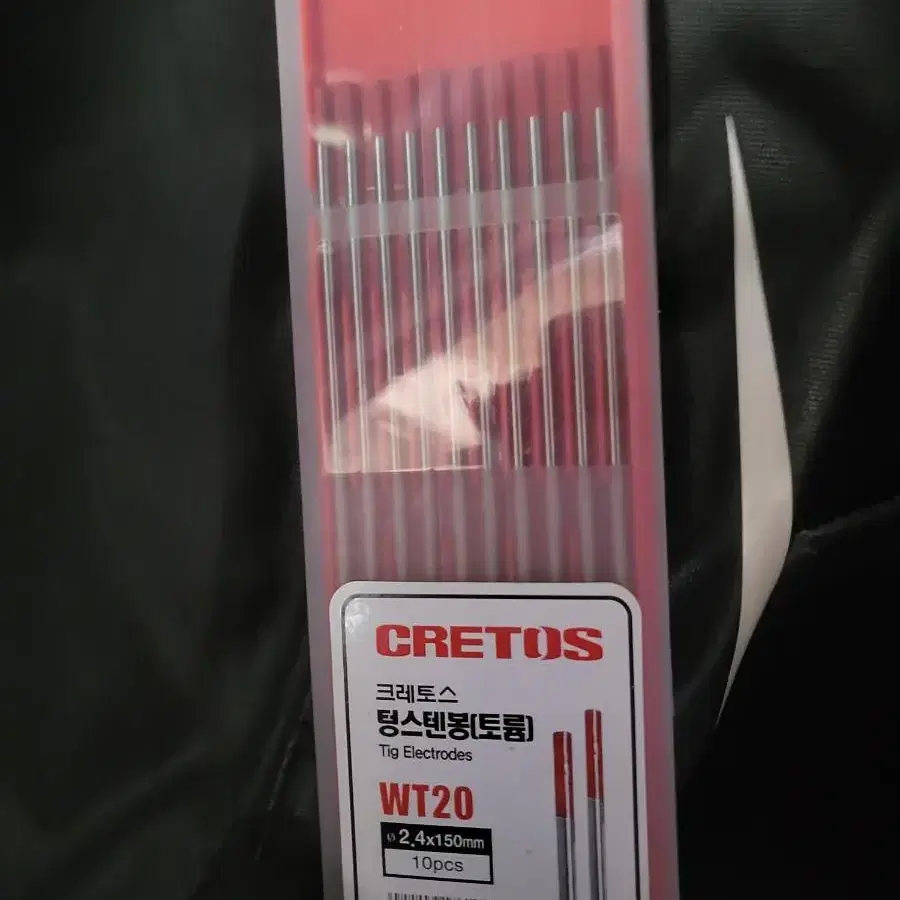 CRETOS
크레토스
텅스텐봉(토륨)
Tig Electrodes
WT20
ø 2.4x150mm
10pcs